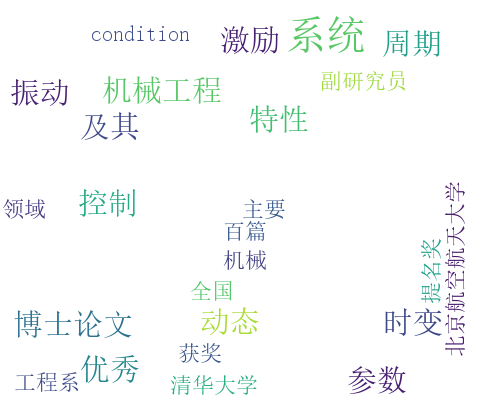 condition
激励
系统
周期
振动
机械工程
副研究员
及其
特性
领域
控制
主要
百篇
机械
北京航空航天大学
提名奖
全国
博士论文
动态
时变
获奖
优秀
工程系
清华大学
参数